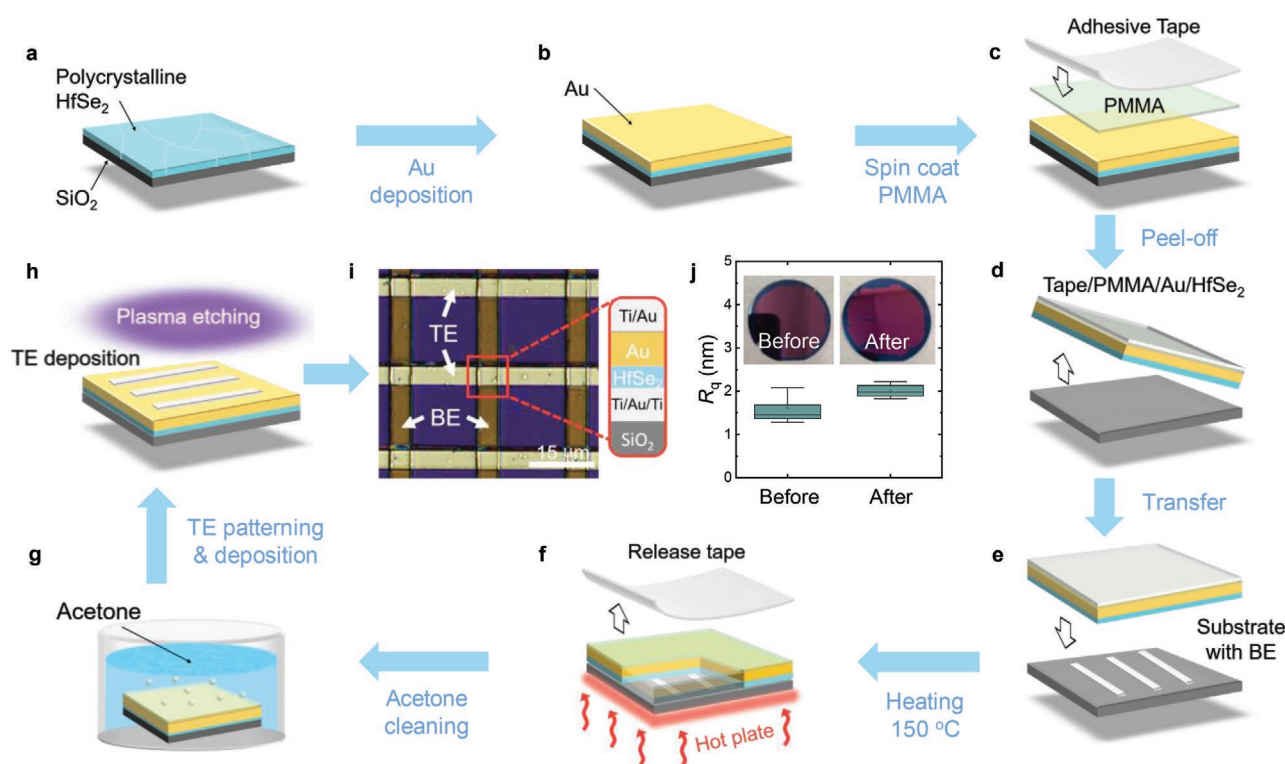 a
Polycrystalline
HfSe₂
SiO₂
Au
deposition
b
Au
Spin coat
PMMA
c
Adhesive Tape
PMMA
Peel-off
d
Tape/PMMA/Au/HfSe₂
Transfer
e
Substrate
with BE
Heating
150 °C
f
Release tape
Hot plate
Acetone
cleaning
g
Acetone
TE patterning
& deposition
h
Plasma etching
TE deposition
i
TE
BE
15 µm
Ti/Au
Au
HfSe₂
Ti/Au/Ti
SiO₂
j
5
4
3
2
1
0
Rq (nm)
Before
After
Before
After